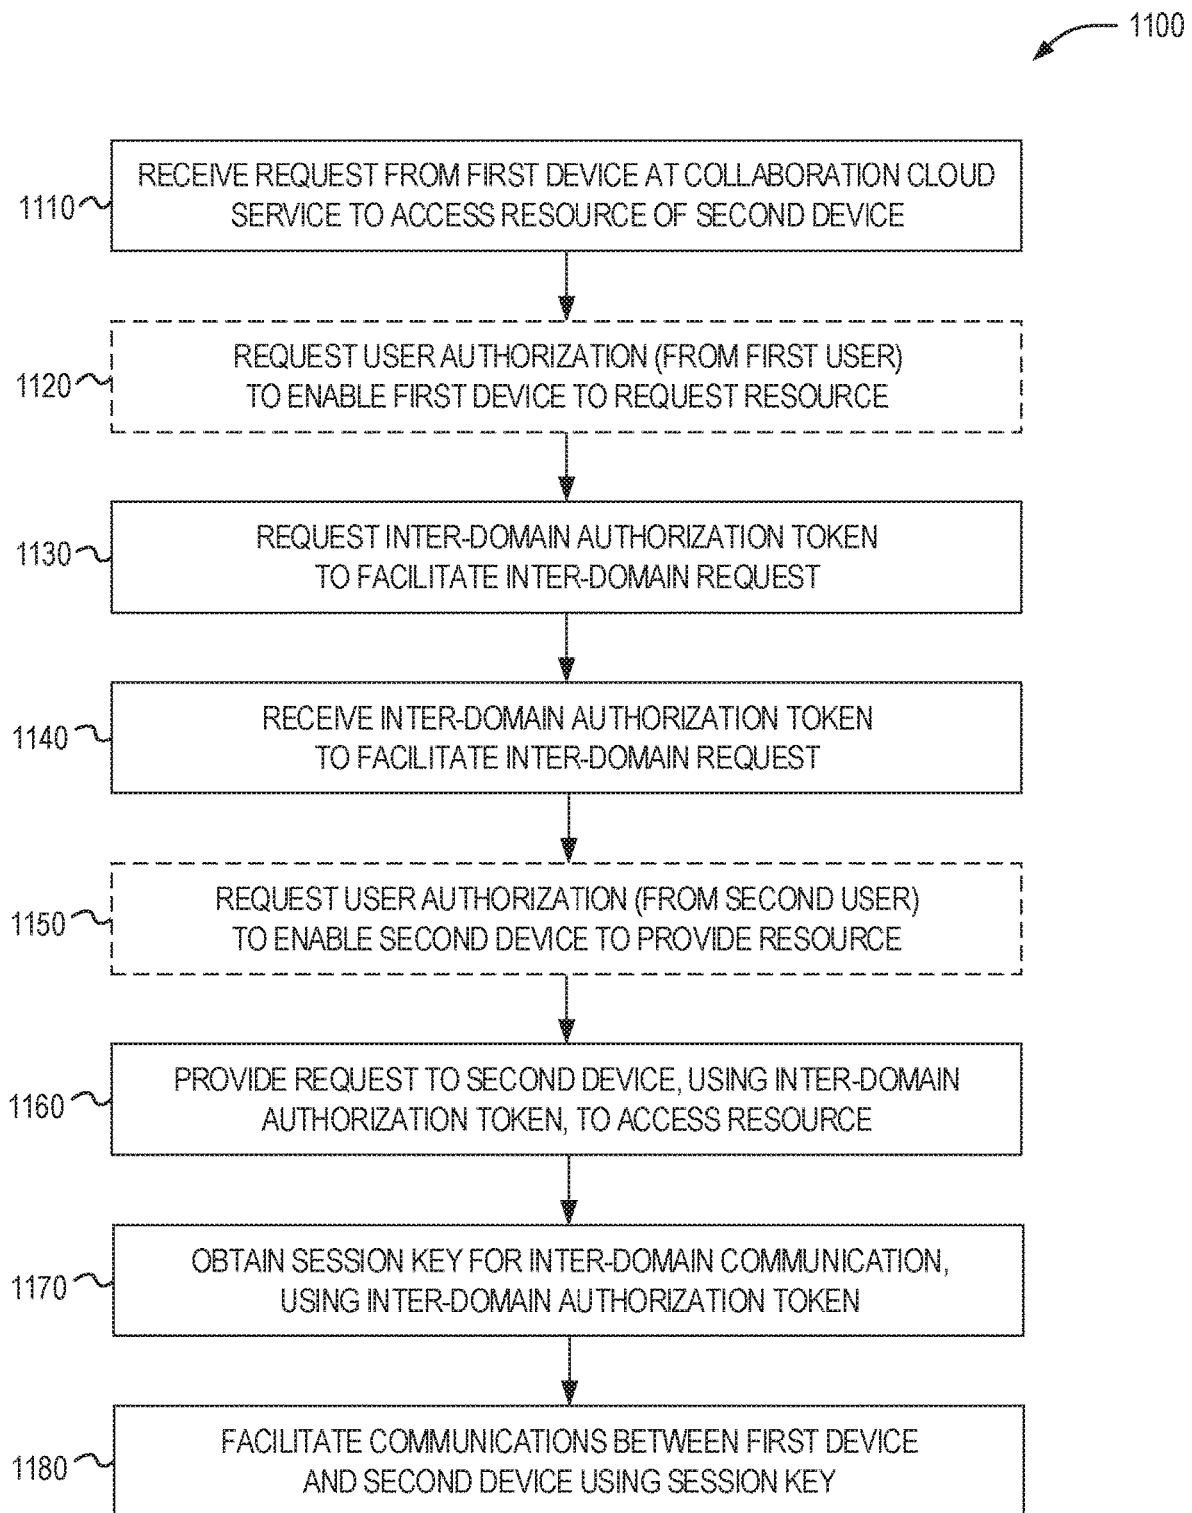 1100
1110
RECEIVE REQUEST FROM FIRST DEVICE AT COLLABORATION CLOUD
SERVICE TO ACCESS RESOURCE OF SECOND DEVICE
1120
REQUEST USER AUTHORIZATION (FROM FIRST USER)
TO ENABLE FIRST DEVICE TO REQUEST RESOURCE
1130
REQUEST INTER-DOMAIN AUTHORIZATION TOKEN
TO FACILITATE INTER-DOMAIN REQUEST
1140
RECEIVE INTER-DOMAIN AUTHORIZATION TOKEN
TO FACILITATE INTER-DOMAIN REQUEST
1150
REQUEST USER AUTHORIZATION (FROM SECOND USER)
TO ENABLE SECOND DEVICE TO PROVIDE RESOURCE
1160
PROVIDE REQUEST TO SECOND DEVICE, USING INTER-DOMAIN
AUTHORIZATION TOKEN, TO ACCESS RESOURCE
1170
OBTAIN SESSION KEY FOR INTER-DOMAIN COMMUNICATION,
USING INTER-DOMAIN AUTHORIZATION TOKEN
1180
FACILITATE COMMUNICATIONS BETWEEN FIRST DEVICE
AND SECOND DEVICE USING SESSION KEY